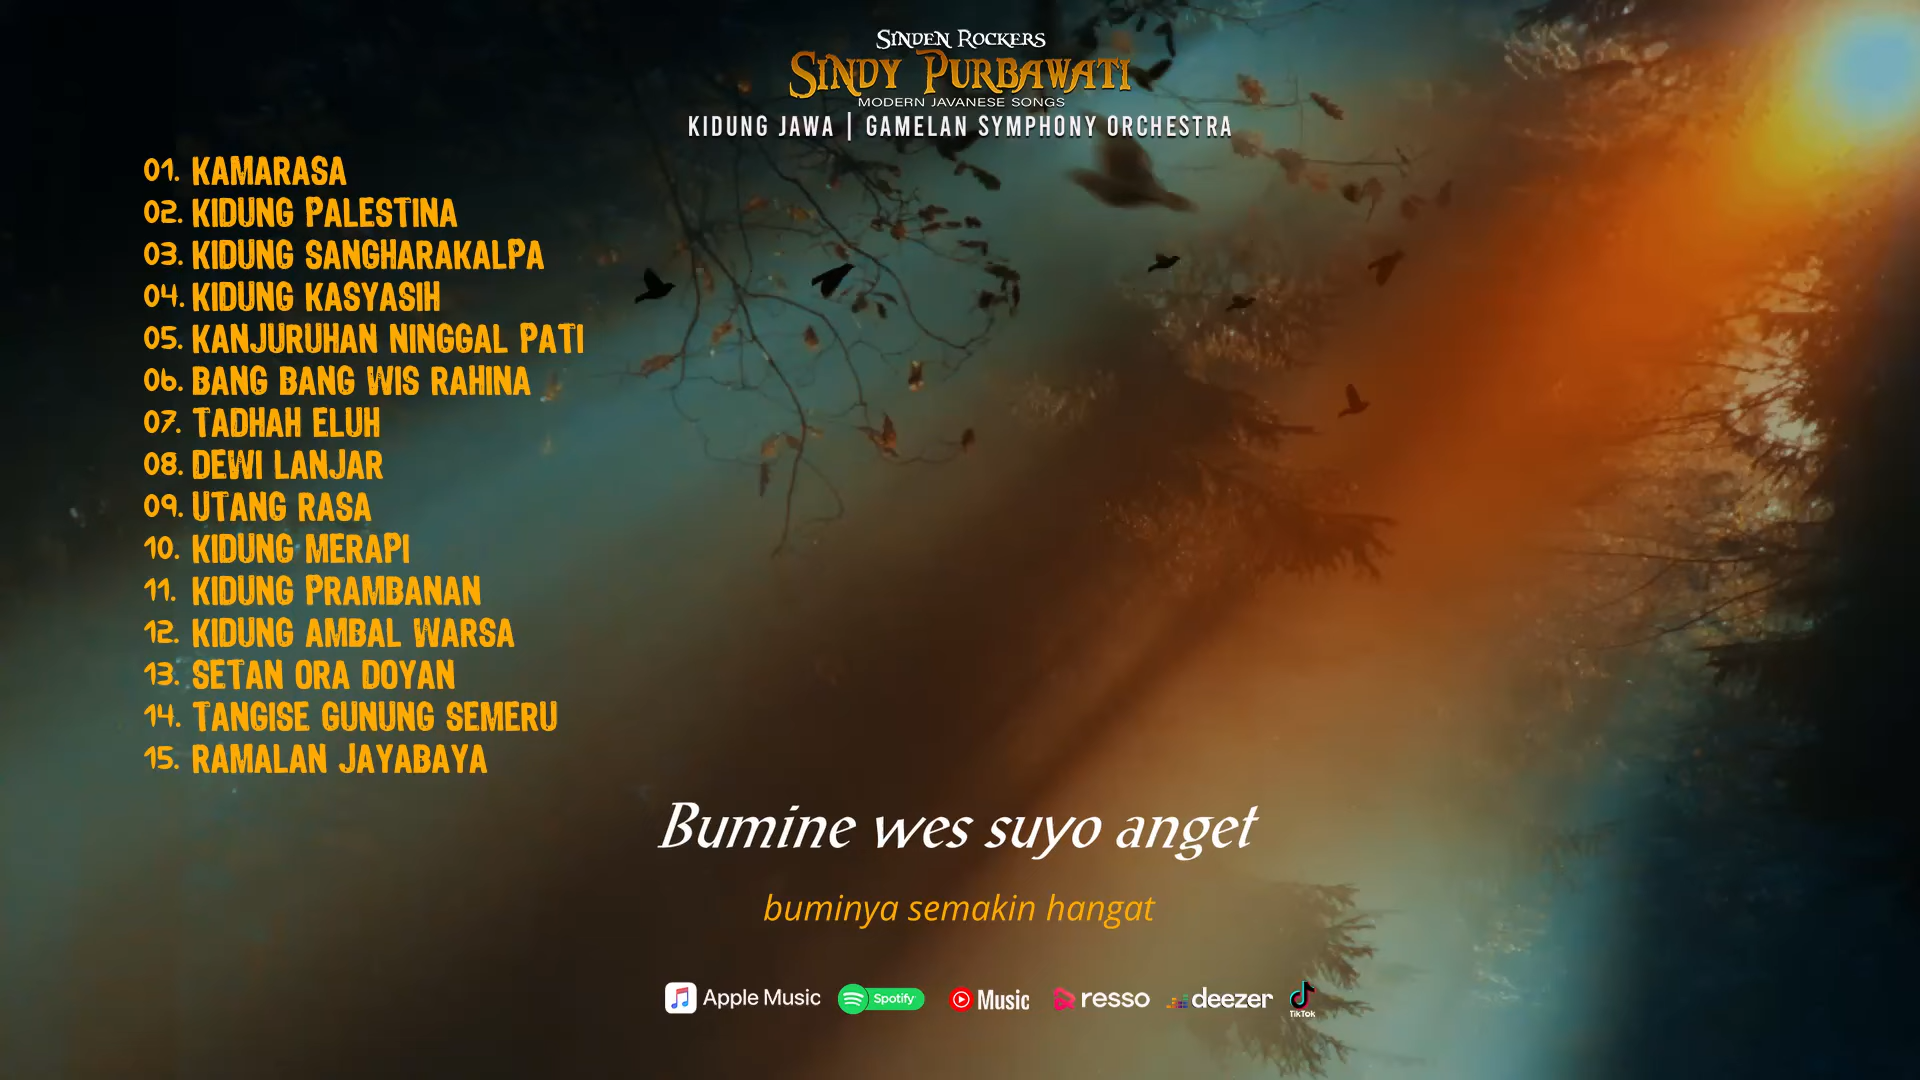 SINDEN ROCKERS
SINDY PURBAWATI
MODERN JAVANESE SONGS
KIDUNG JAWA | GAMELAN SYMPHONY ORCHESTRA
01. KAMARASA
02. KIDUNG PALESTINA
03. KIDUNG SANGHARAKALPA
04. KIDUNG KASYASIH
05. KANJURUHAN NINGGAL PATI
06. BANG BANG WIS RAHINA
07. TADHAH ELUH
08. DEWI LANJAR
09. UTANG RASA
10. KIDUNG MERAPI
11. KIDUNG PRAMBANAN
12. KIDUNG AMBAL WARSA
13. SETAN ORA DOYAN
14. TANGISE GUNUNG SEMERU
15. RAMALAN JAYABAYA
Bumine wes suyo anget
buminya semakin hangat
Apple Music Spotify Music resso deezer TikTok